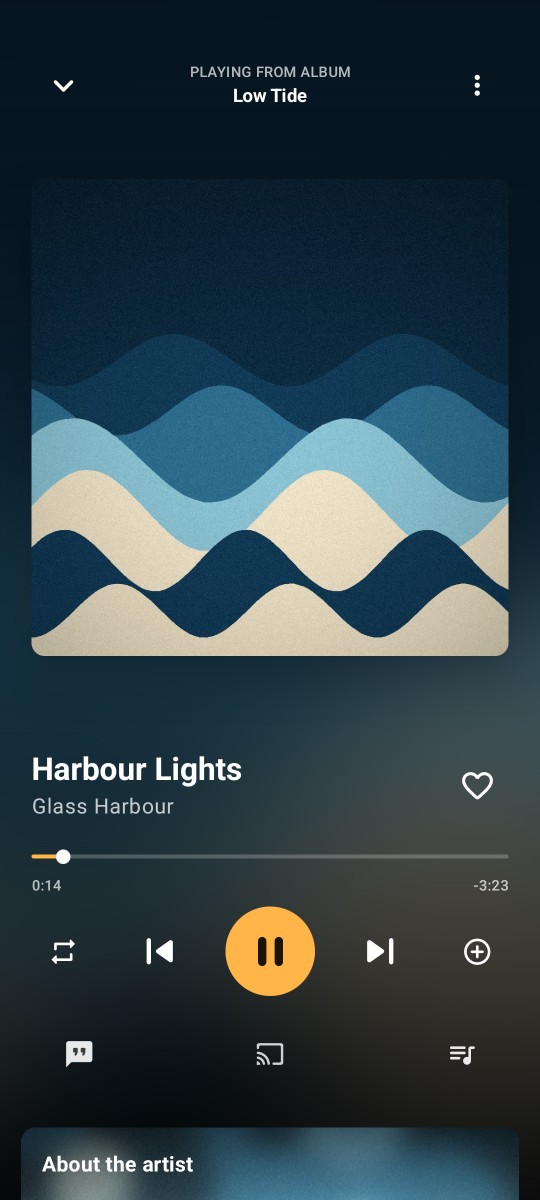 PLAYING FROM ALBUM
Low Tide
Harbour Lights
Glass Harbour
0:14
-3:23
About the artist